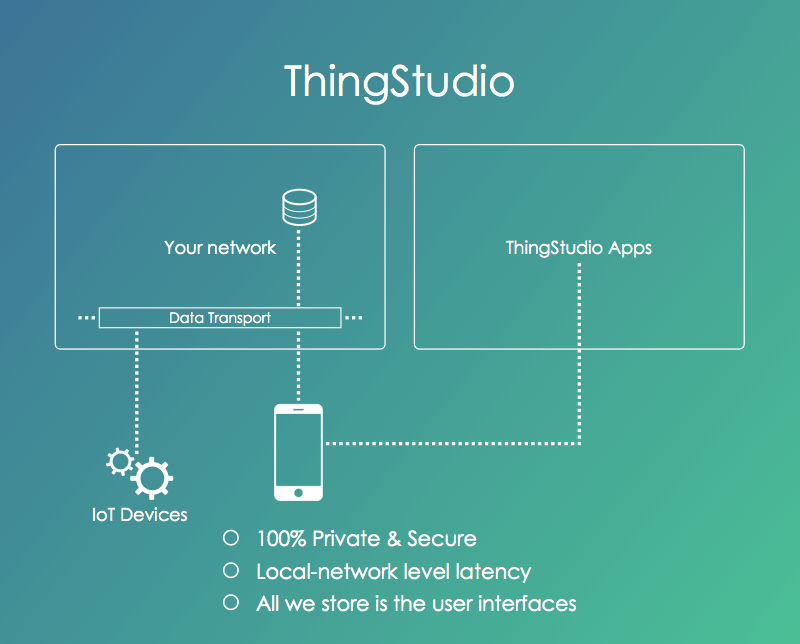 ThingStudio
Your network
ThingStudio Apps
Data Transport
IoT Devices
100% Private & Secure
Local-network level latency
All we store is the user interfaces